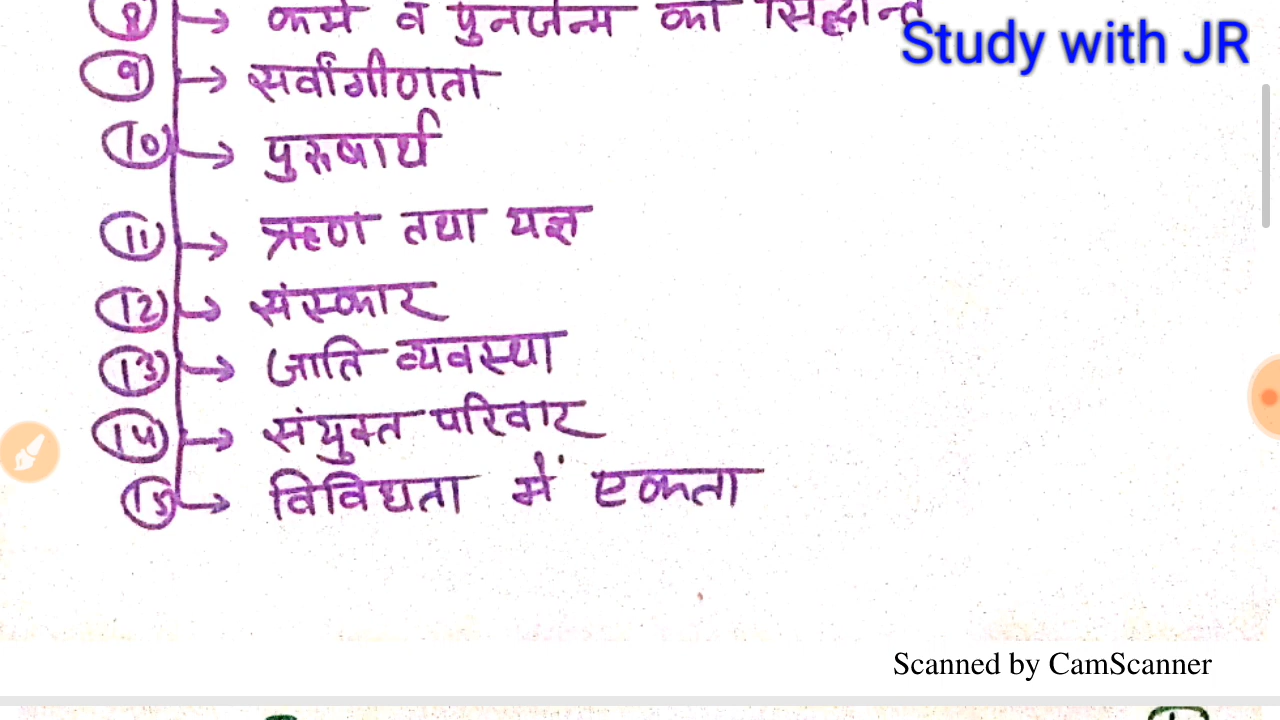 8 → कर्म व पुनर्जन्म का सिद्धान्त
Study with JR
9 → सर्वांगीणता
10 → पुरुषार्थ
11 → ऋण तथा यज्ञ
12 → संस्कार
13 → जाति व्यवस्था
14 → संयुक्त परिवार
15 → विविधता में एकता
Scanned by CamScanner